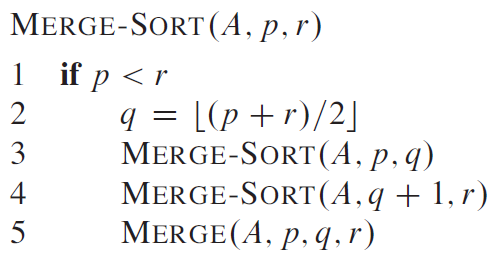 MERGE-SORT(A, p, r)
1 if p < r
2 q = ⌊(p + r)/2⌋
3 MERGE-SORT(A, p, q)
4 MERGE-SORT(A, q + 1, r)
5 MERGE(A, p, q, r)